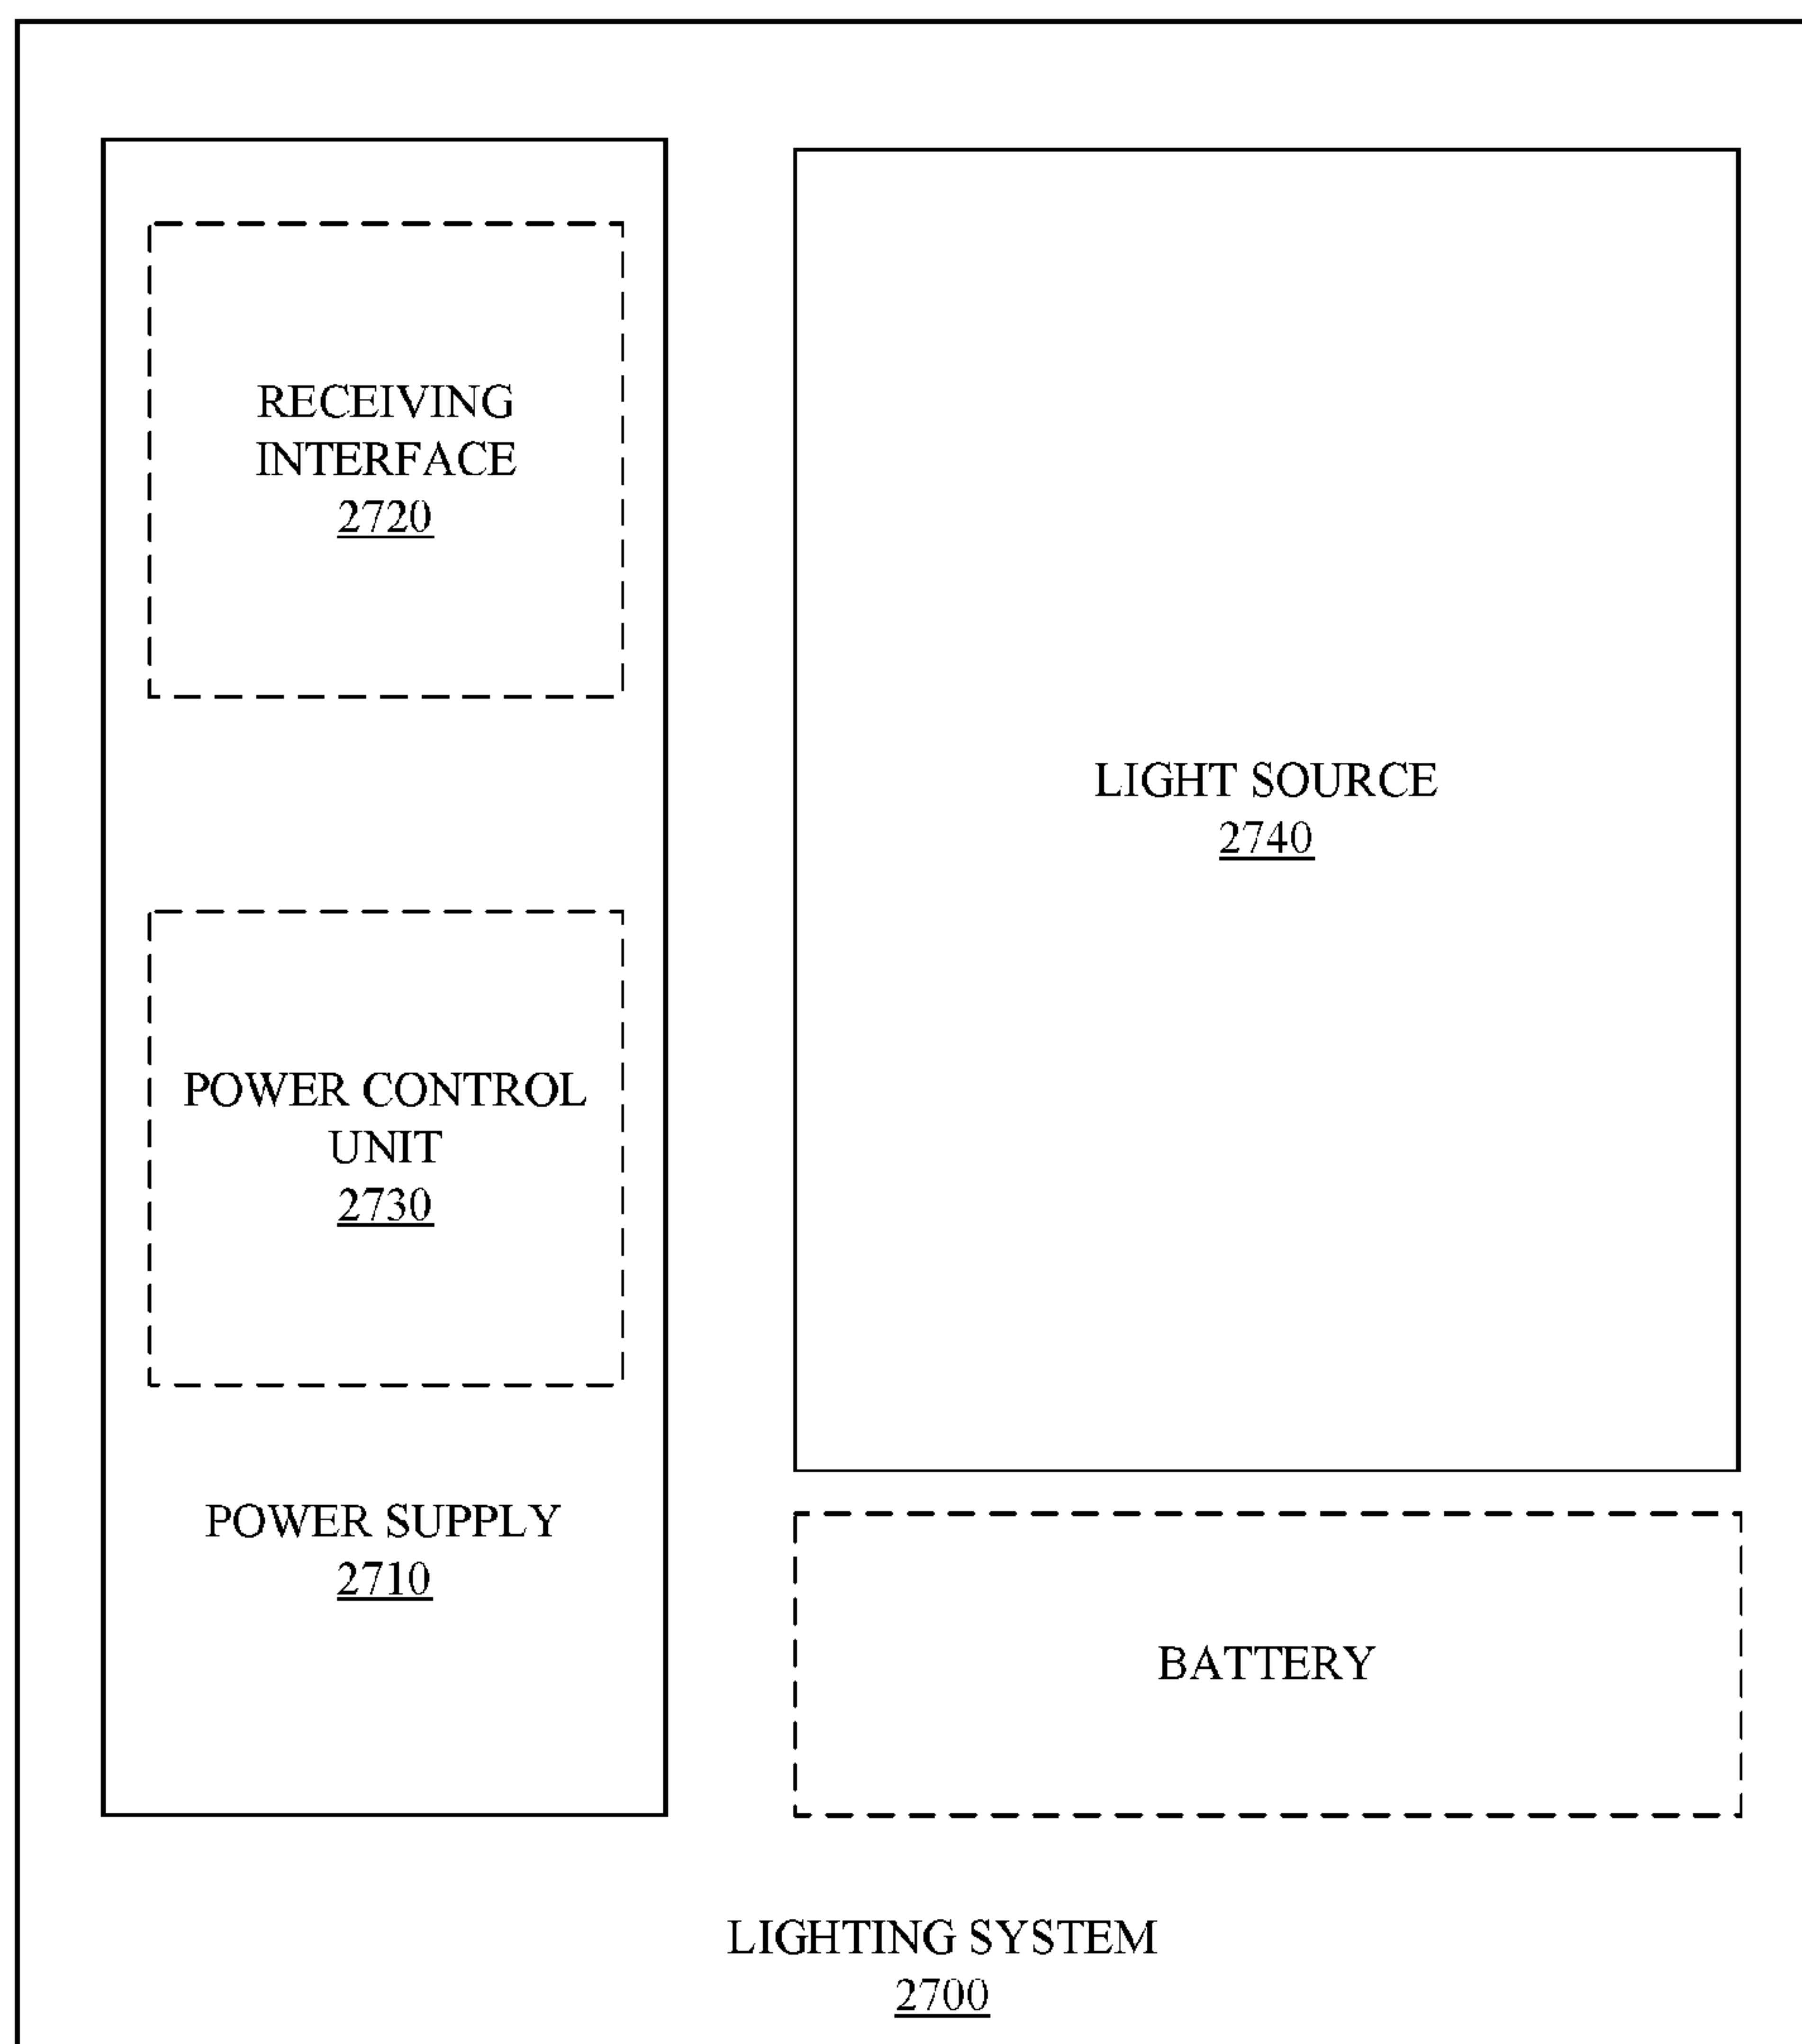 RECEIVING
INTERFACE
2720
POWER CONTROL
UNIT
2730
POWER SUPPLY
2710
LIGHT SOURCE
2740
BATTERY
LIGHTING SYSTEM
2700